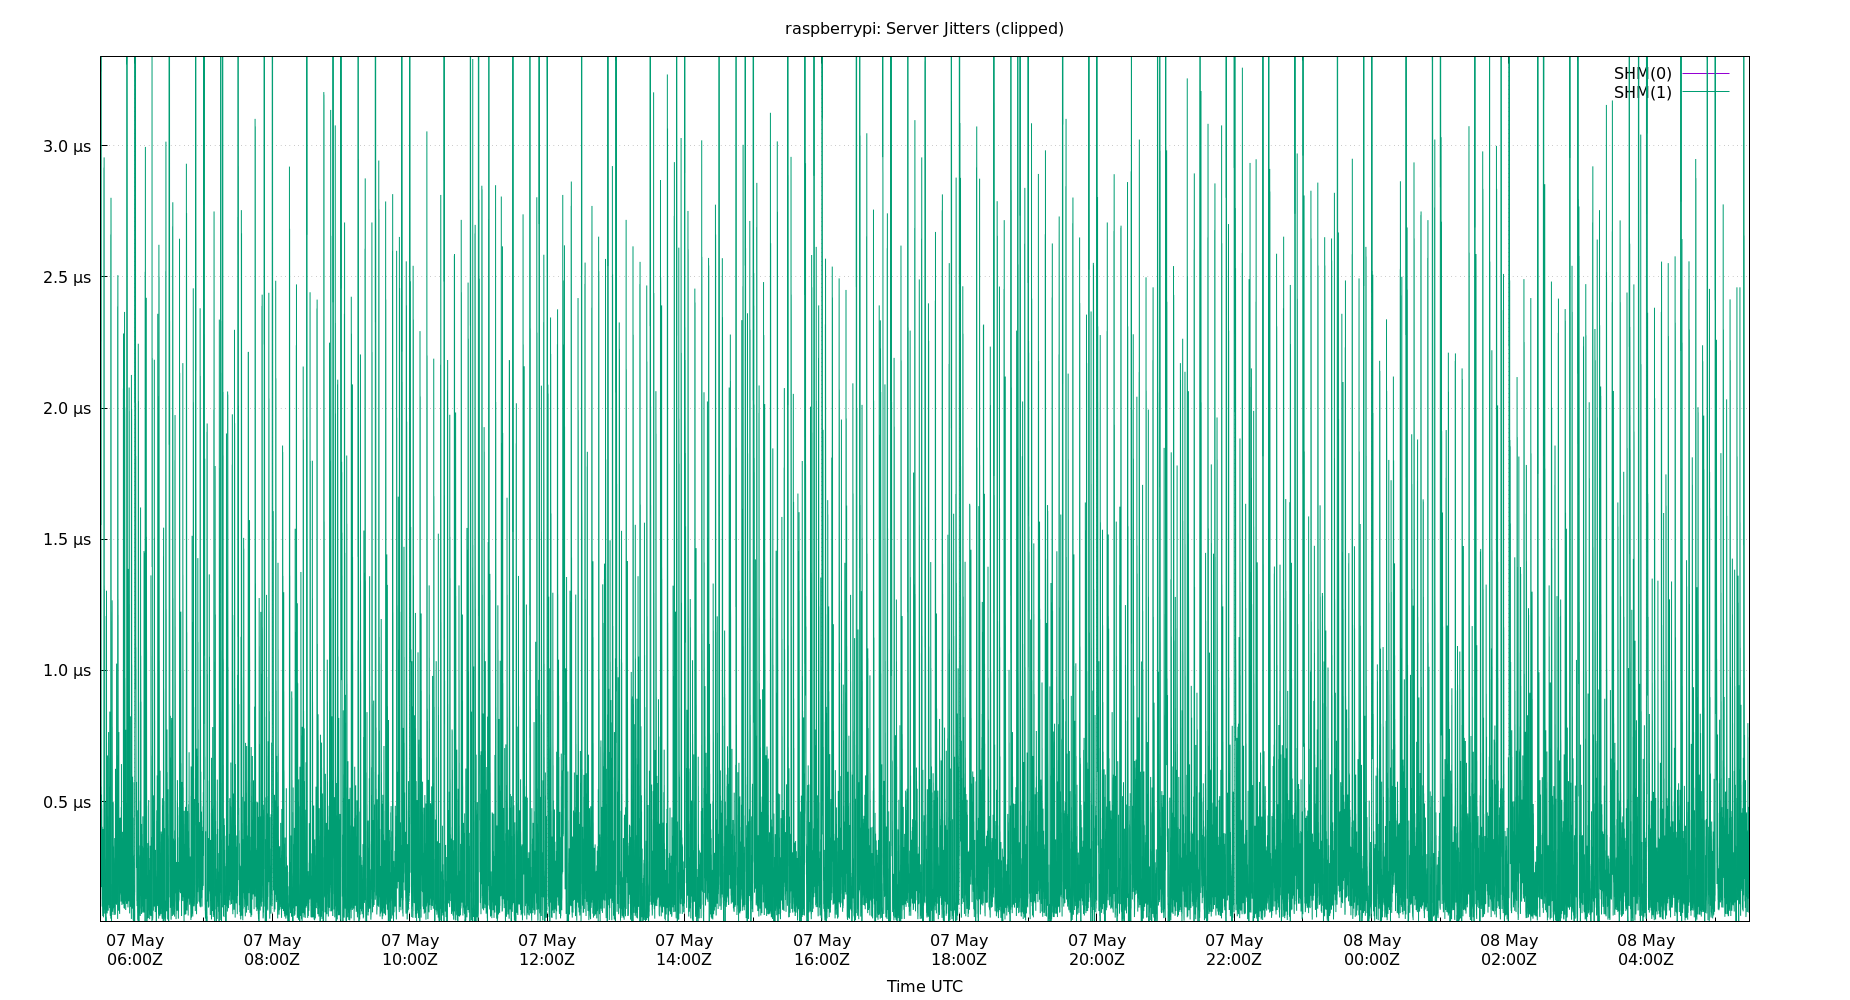 raspberrypi: Server Jitters (clipped)
SHM(0)
SHM(1)
3.0 µs
2.5 µs
2.0 µs
1.5 µs
1.0 µs
0.5 µs
07 May 07 May 07 May 07 May 07 May 07 May 07 May 07 May 07 May 08 May 08 May 08 May
06:00Z 08:00Z 10:00Z 12:00Z 14:00Z 16:00Z 18:00Z 20:00Z 22:00Z 00:00Z 02:00Z 04:00Z
Time UTC